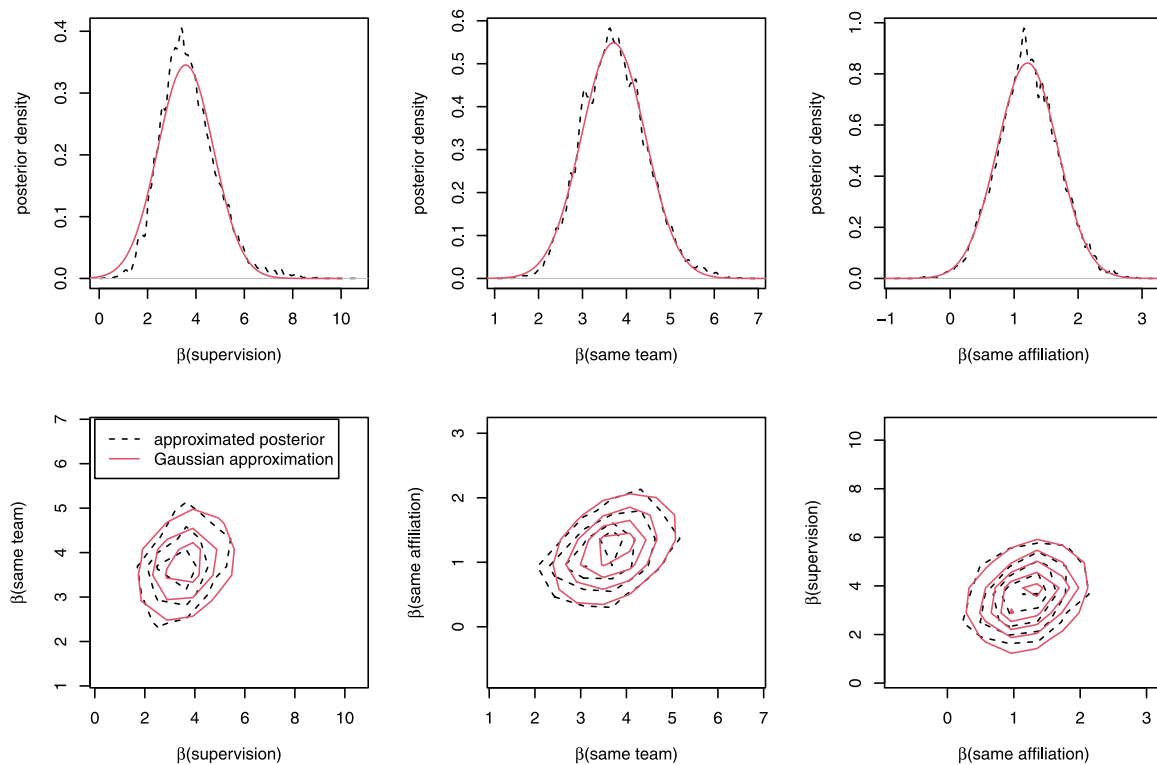 posterior density
0.0 0.1 0.2 0.3 0.4
0 2 4 6 8 10
β(supervision)
posterior density
0.0 0.1 0.2 0.3 0.4 0.5 0.6
1 2 3 4 5 6 7
β(same team)
posterior density
0.0 0.2 0.4 0.6 0.8 1.0
−1 0 1 2 3
β(same affiliation)
approximated posterior
Gaussian approximation
β(same team)
1 2 3 4 5 6 7
0 2 4 6 8 10
β(supervision)
β(same affiliation)
0 1 2 3
1 2 3 4 5 6 7
β(same team)
β(supervision)
0 2 4 6 8 10
0 1 2 3
β(same affiliation)